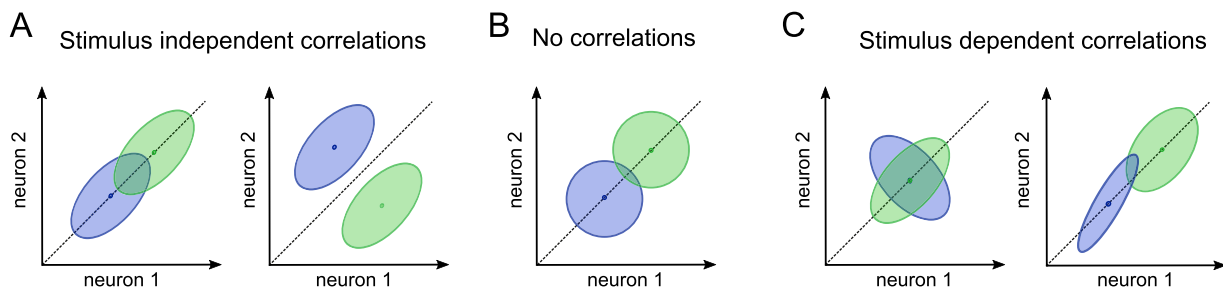 A
Stimulus independent correlations
B
No correlations
C
Stimulus dependent correlations
neuron 2
neuron 1
neuron 2
neuron 1
neuron 2
neuron 1
neuron 2
neuron 1
neuron 2
neuron 1